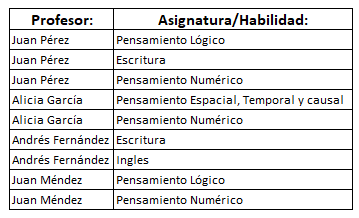 Profesor: Asignatura/Habilidad:
Juan Pérez Pensamiento Lógico
Juan Pérez Escritura
Juan Pérez Pensamiento Numérico
Alicia García Pensamiento Espacial, Temporal y causal
Alicia García Pensamiento Numérico
Andrés Fernández Escritura
Andrés Fernández Ingles
Juan Méndez Pensamiento Lógico
Juan Méndez Pensamiento Numérico